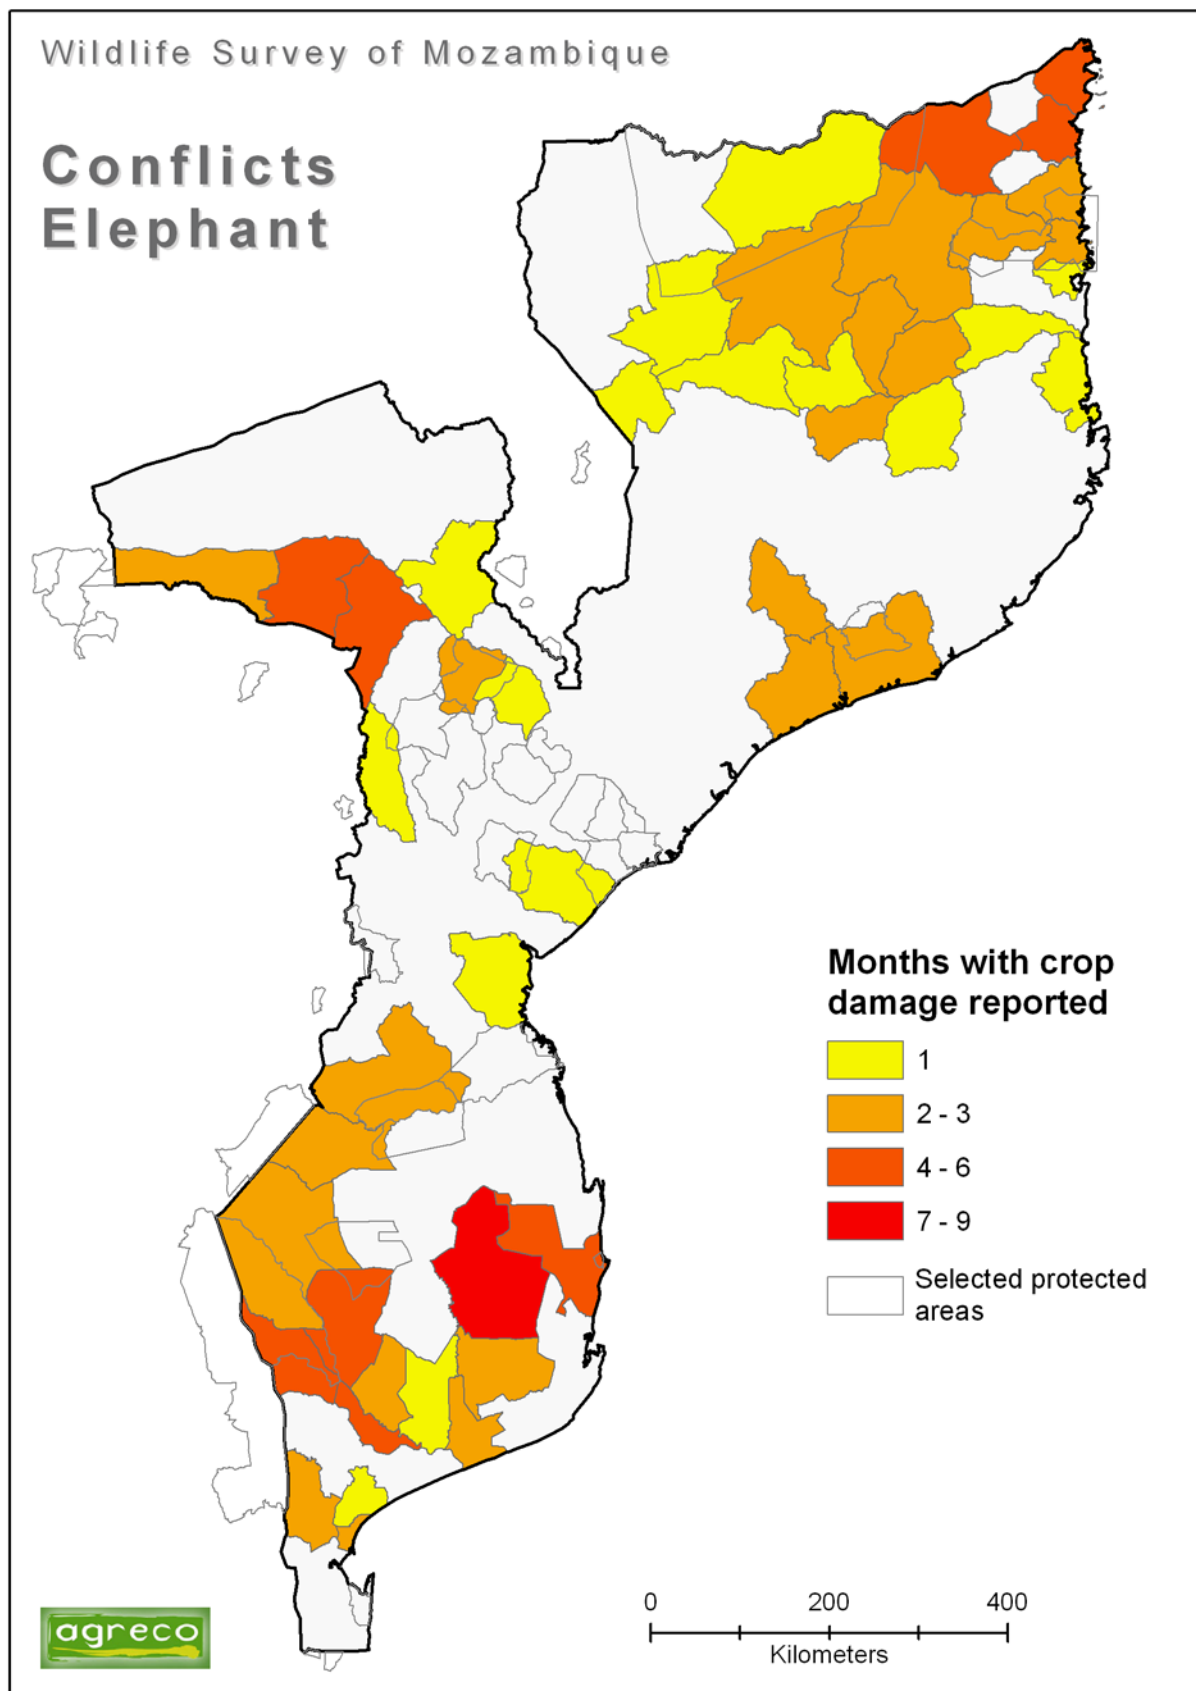 Wildlife Survey of Mozambique
Conflicts
Elephant
Months with crop
damage reported
1
2 - 3
4 - 6
7 - 9
Selected protected
areas
0 200 400
Kilometers
agreco